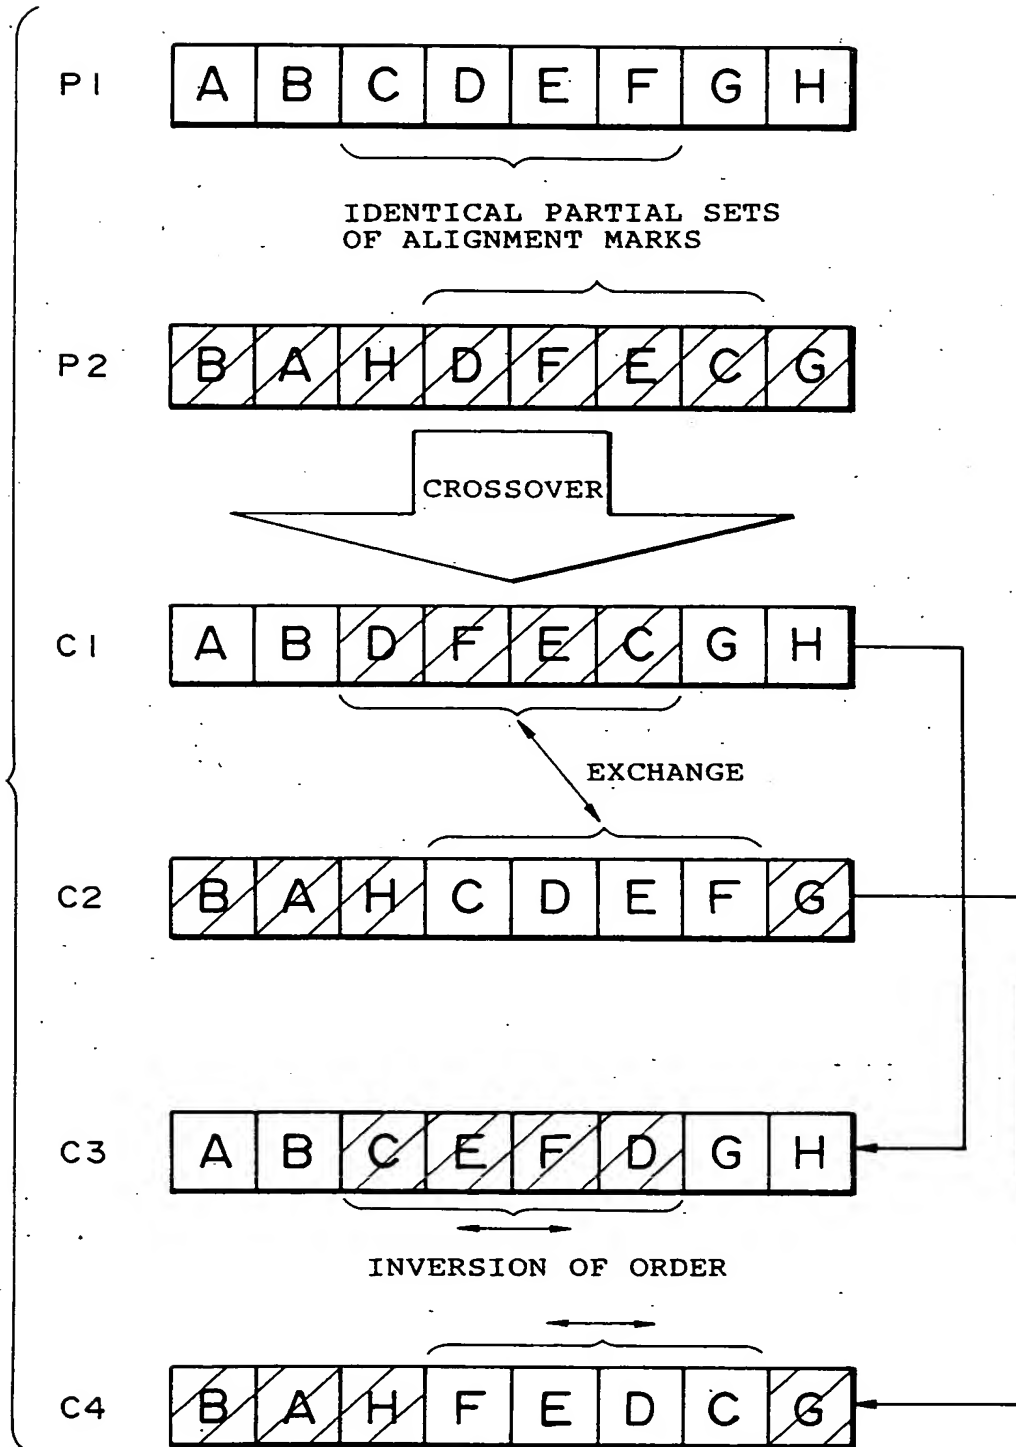 P1 A B C D E F G H
IDENTICAL PARTIAL SETS
OF ALIGNMENT MARKS
P2 B A H D F E C G
CROSSOVER
C1 A B D F E C G H
EXCHANGE
C2 B A H C D E F G
C3 A B C E F D G H
INVERSION OF ORDER
C4 B A H F E D C G